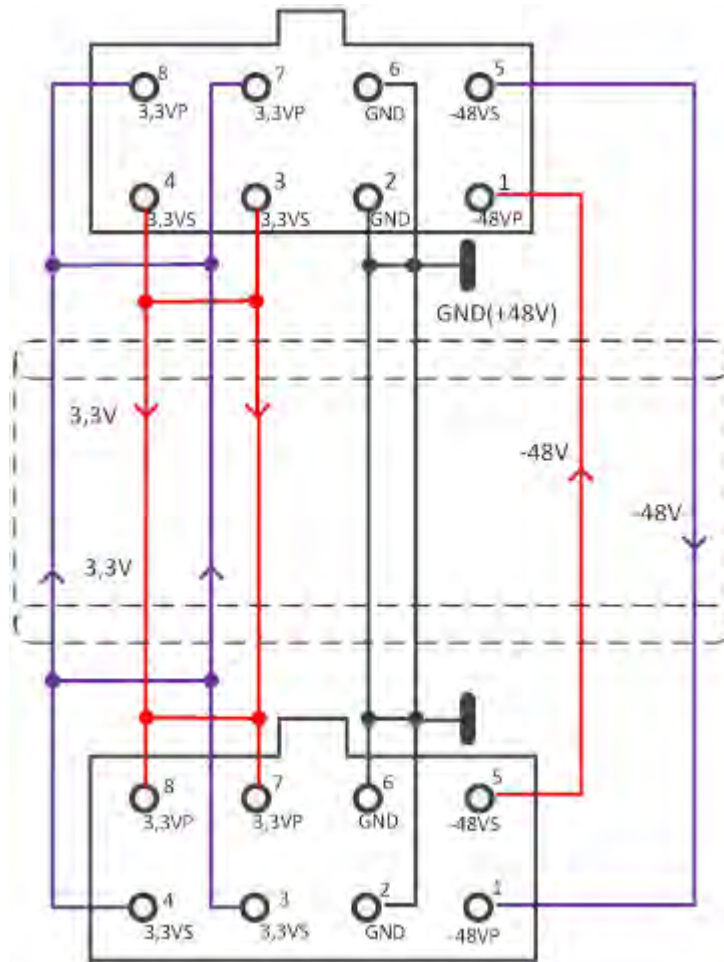 8 7 6 5
3,3VP 3,3VP GND -48VS
4 3 2 1
3,3VS 3,3VS GND -48VP
GND(+48V)
3,3V
-48V
-48V
3,3V
8 7 6 5
3,3VP 3,3VP GND -48VS
4 3 2 1
3,3VS 3,3VS GND -48VP